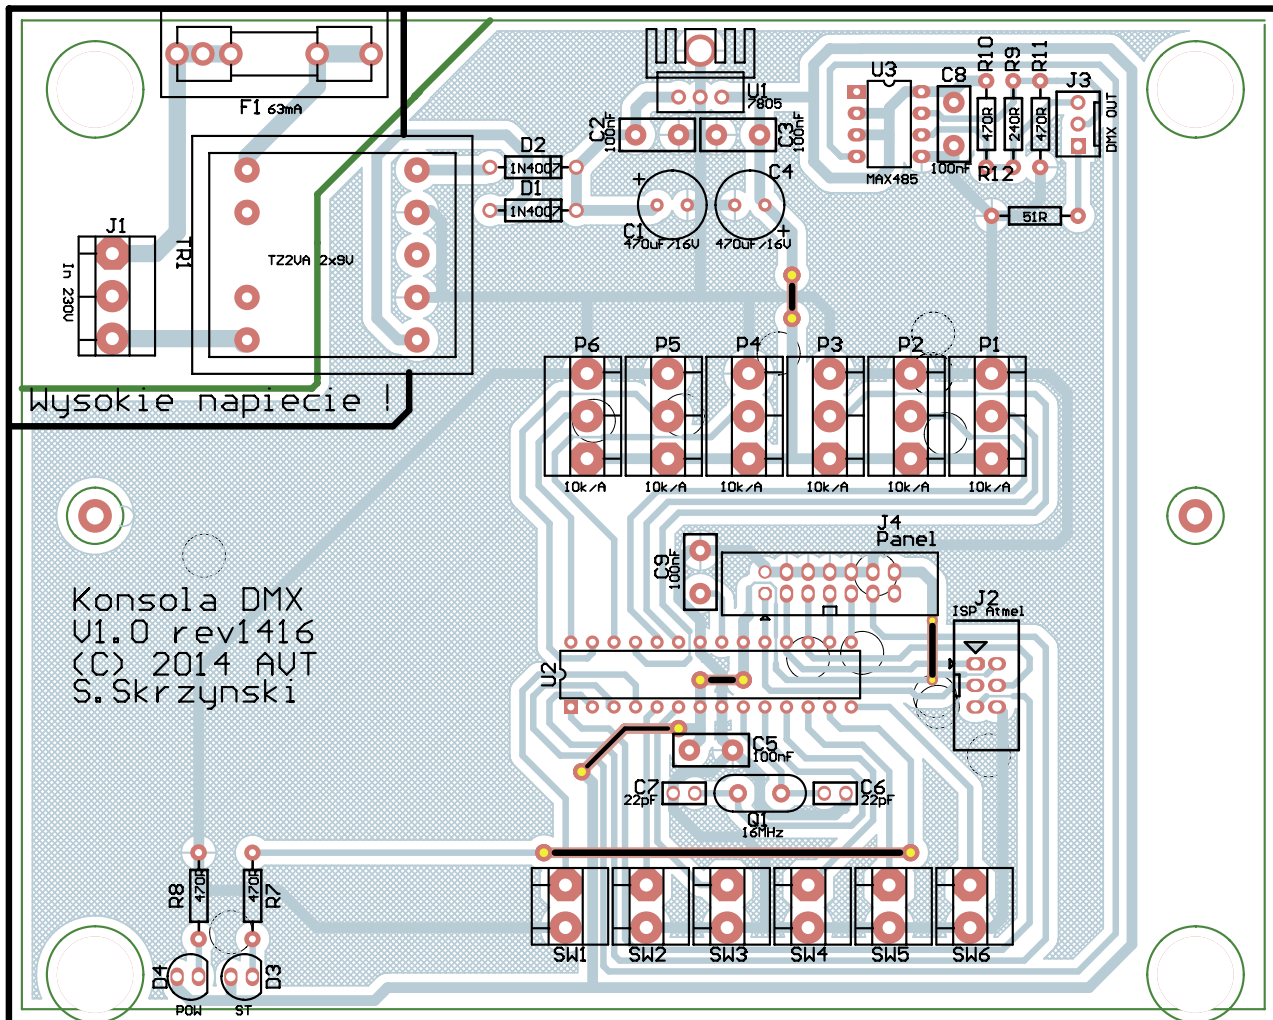 F1 63mA
U1
7805
U3
MAX485
C8
100nF
R10
R9
R11
470R
240R
470R
J3
DMX OUT
R12
51R
C2
100nF
C3
100nF
D2
1N4007
D1
1N4007
C1
470uF/16V
C4
470uF/16V
+
+
J1
In 230V
TR1
TZ2VA 2x9V
Wysokie napiecie !
P6
P5
P4
P3
P2
P1
10k/A
10k/A
10k/A
10k/A
10k/A
10k/A
J4
Panel
C9
100nF
J2
ISP Atmel
1
Konsola DMX
V1.0 rev1416
(C) 2014 AVT
S.Skrzynski
U2
C5
100nF
C7
22pF
C6
22pF
Q1
16MHz
R8
470R
470R
R7
D4
D3
POW
ST
SW1
SW2
SW3
SW4
SW5
SW6